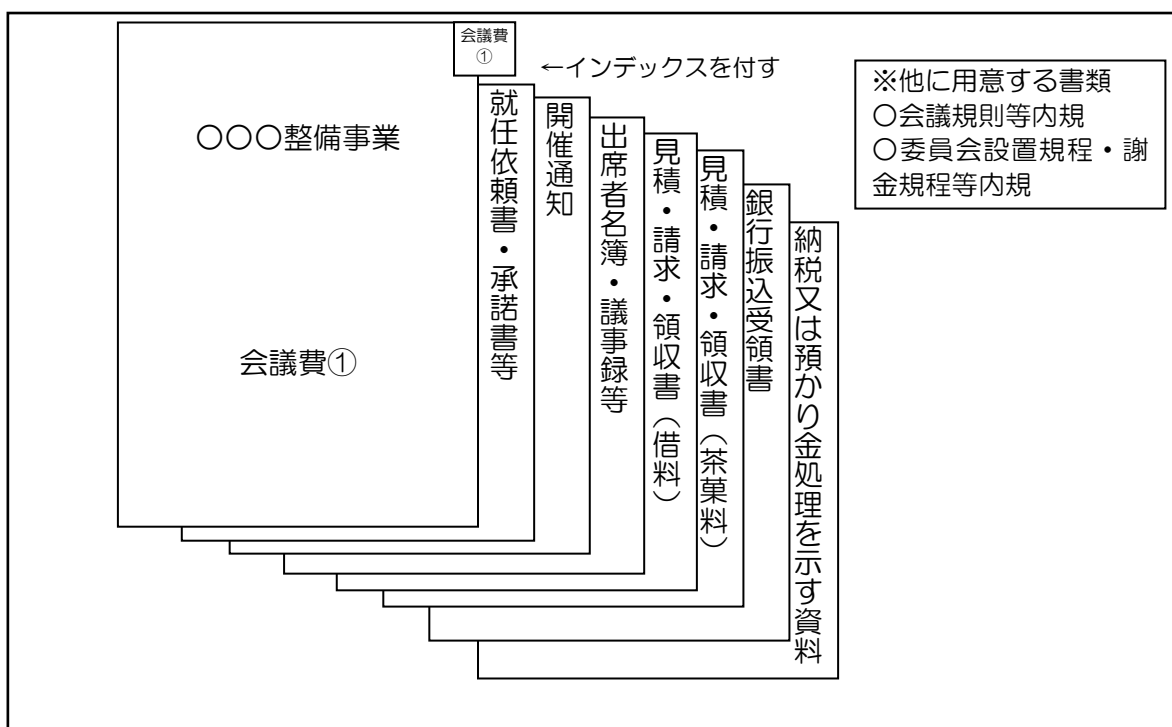 会議費
①
←インデックスを付す
〇〇〇整備事業
会議費①
就任依頼書・承諾書等
開催通知
出席者名簿・議事録等
見積・請求・領収書（借料）
見積・請求・領収書（茶菓料）
銀行振込受領書
納税又は預かり金処理を示す資料
※他に用意する書類
〇会議規則等内規
〇委員会設置規程・謝
金規程等内規